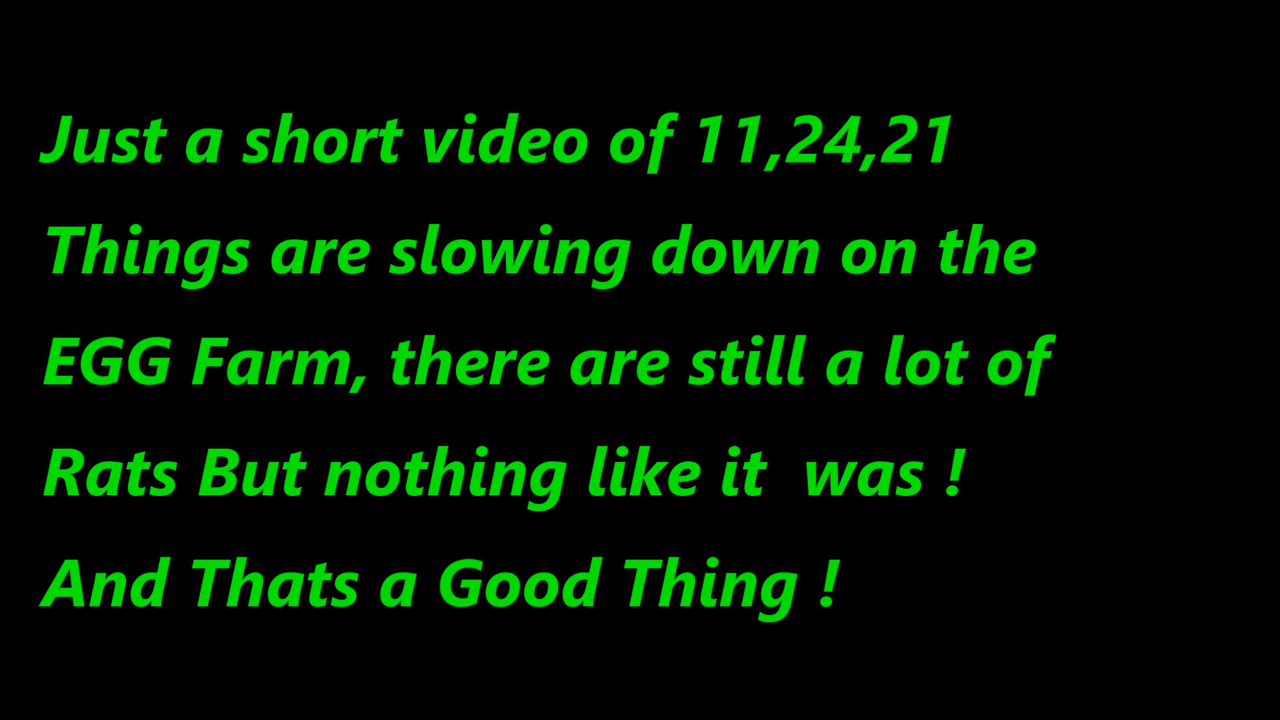 Just a short video of 11,24,21
Things are slowing down on the
EGG Farm, there are still a lot of
Rats But nothing like it  was !
And Thats a Good Thing !